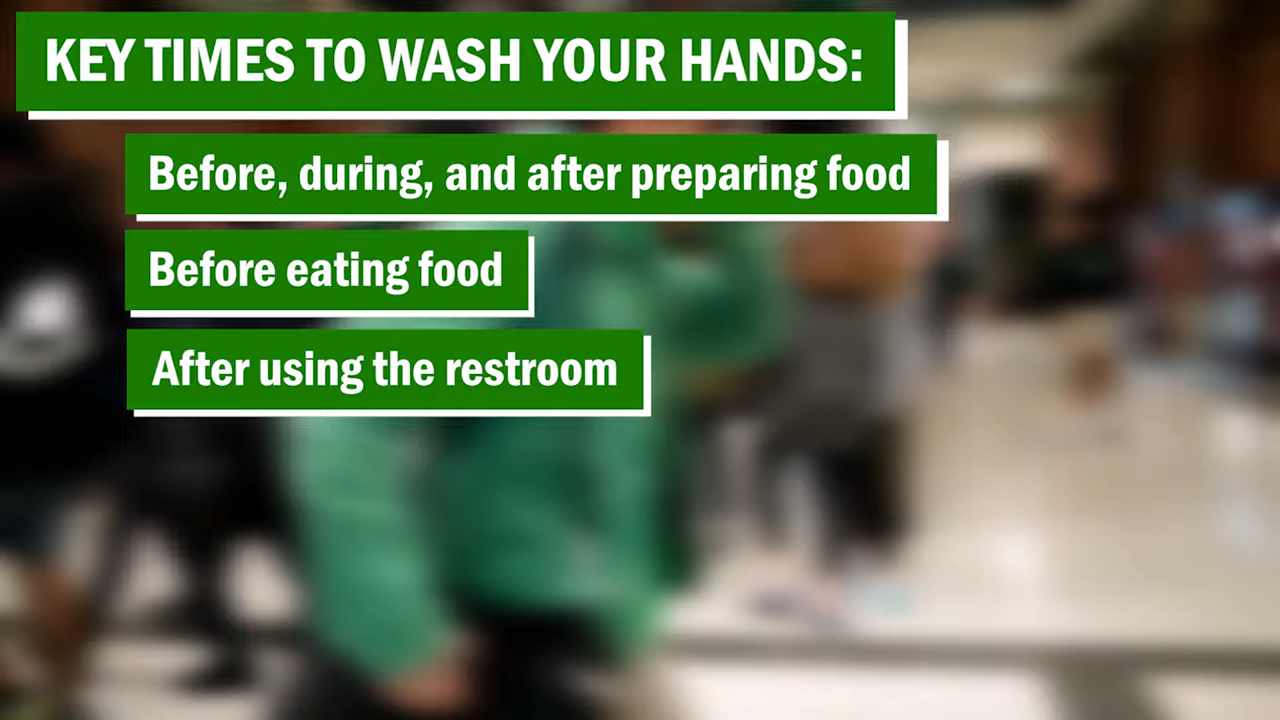 KEY TIMES TO WASH YOUR HANDS:
Before, during, and after preparing food
Before eating food
After using the restroom